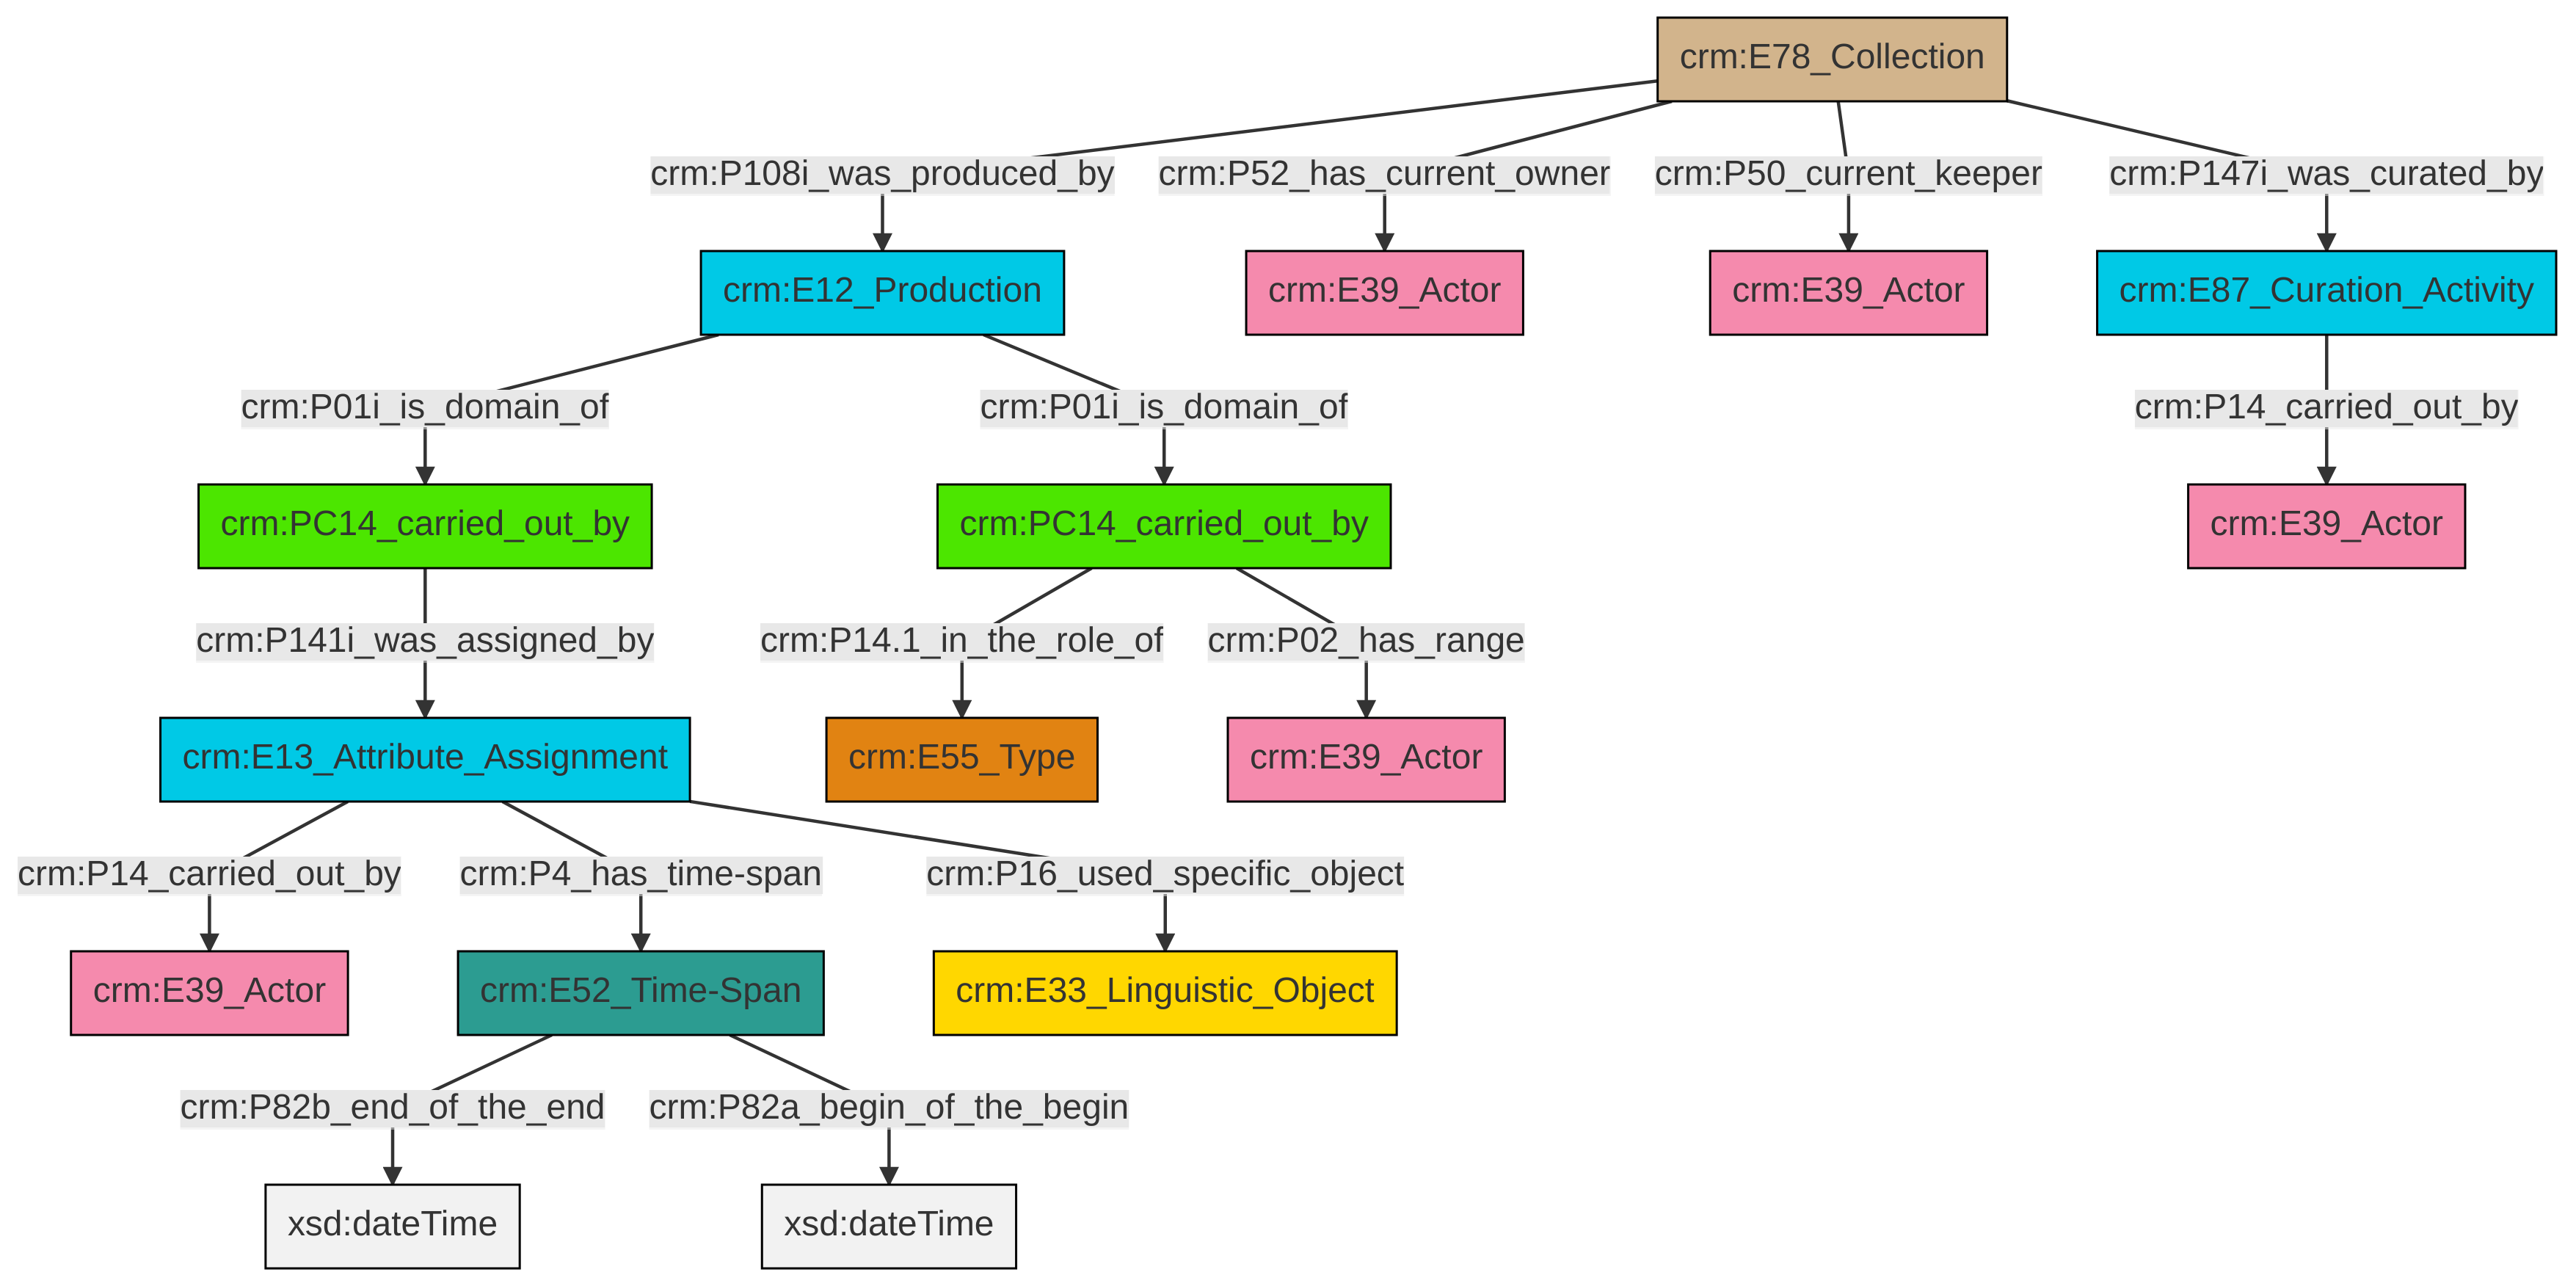 crm:E78_Collection
crm:P108i_was_produced_by
crm:P52_has_current_owner
crm:P50_current_keeper
crm:P147i_was_curated_by
crm:E12_Production
crm:E39_Actor
crm:E39_Actor
crm:E87_Curation_Activity
crm:P01i_is_domain_of
crm:P01i_is_domain_of
crm:P14_carried_out_by
crm:PC14_carried_out_by
crm:PC14_carried_out_by
crm:E39_Actor
crm:P141i_was_assigned_by
crm:P14.1_in_the_role_of
crm:P02_has_range
crm:E13_Attribute_Assignment
crm:E55_Type
crm:E39_Actor
crm:P14_carried_out_by
crm:P4_has_time-span
crm:P16_used_specific_object
crm:E39_Actor
crm:E52_Time-Span
crm:E33_Linguistic_Object
crm:P82b_end_of_the_end
crm:P82a_begin_of_the_begin
xsd:dateTime
xsd:dateTime